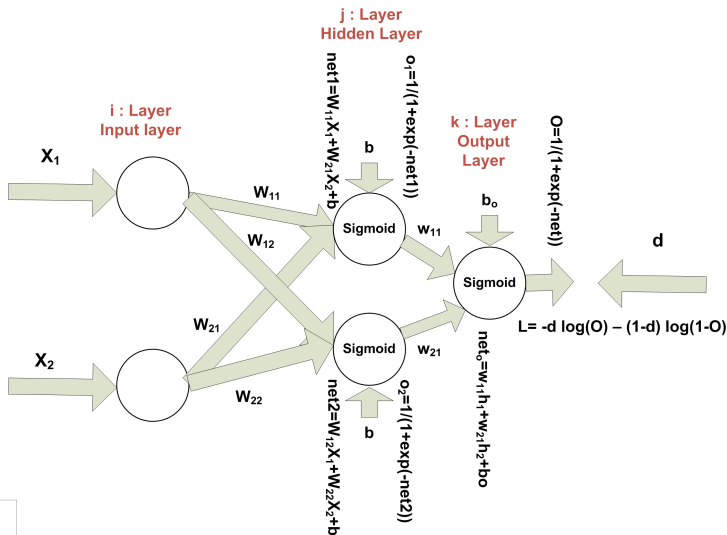 j : Layer
Hidden Layer
i : Layer
Input layer
k : Layer
Output
Layer
X₁
X₂
W₁₁
W₁₂
W₂₁
W₂₂
net1=W₁₁X₁+W₂₁X₂+b
o₁=1/(1+exp(-net1))
b
Sigmoid
w₁₁
Sigmoid
w₂₁
b
net2=W₁₂X₁+W₂₂X₂+b
o₂=1/(1+exp(-net2))
bₒ
Sigmoid
O=1/(1+exp(-net))
netₒ=w₁₁h₁+w₂₁h₂+bo
d
L= -d log(O) – (1-d) log(1-O)